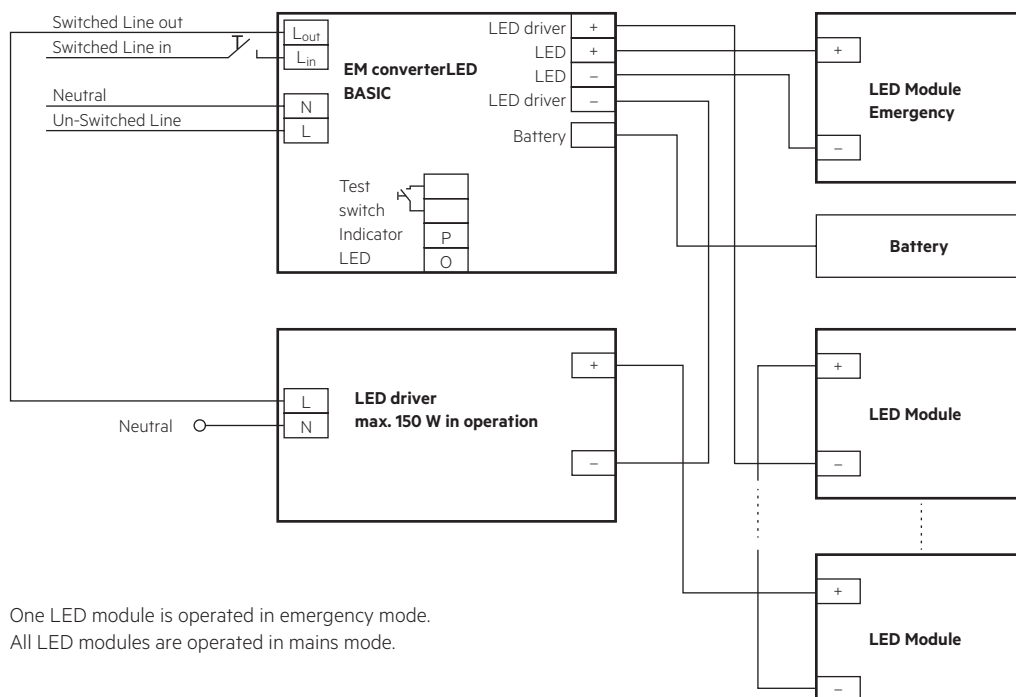 Switched Line out
Switched Line in
Neutral
Un-Switched Line
Lout
Lin
N
L
EM converterLED
BASIC
LED driver +
LED +
LED −
LED driver −
Battery
Test
switch
Indicator P
LED O
+
−
LED Module
Emergency
Battery
L
N
Neutral
LED driver
max. 150 W in operation
+
−
+
LED Module
−
+
LED Module
−
One LED module is operated in emergency mode.
All LED modules are operated in mains mode.